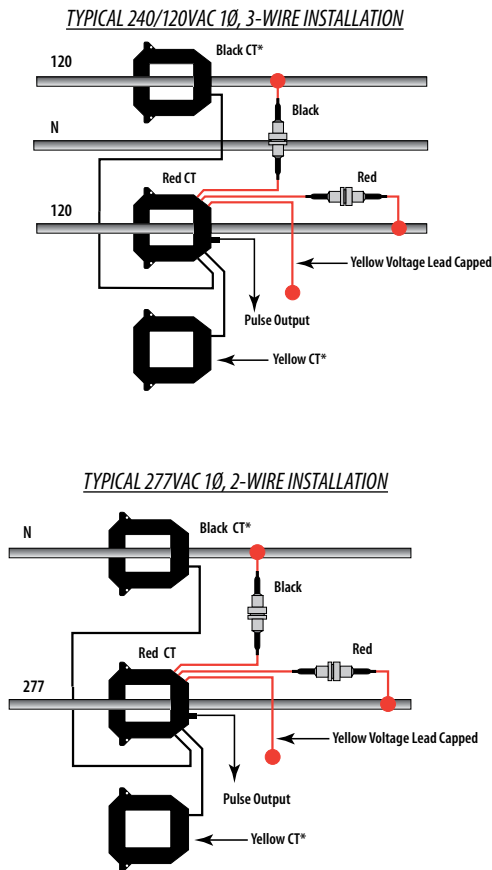 TYPICAL 240/120VAC 1Ø, 3-WIRE INSTALLATION
Black CT*
120
Black
N
Red CT
Red
120
Yellow Voltage Lead Capped
Pulse Output
Yellow CT*
TYPICAL 277VAC 1Ø, 2-WIRE INSTALLATION
N
Black CT*
Black
Red CT
Red
277
Yellow Voltage Lead Capped
Pulse Output
Yellow CT*